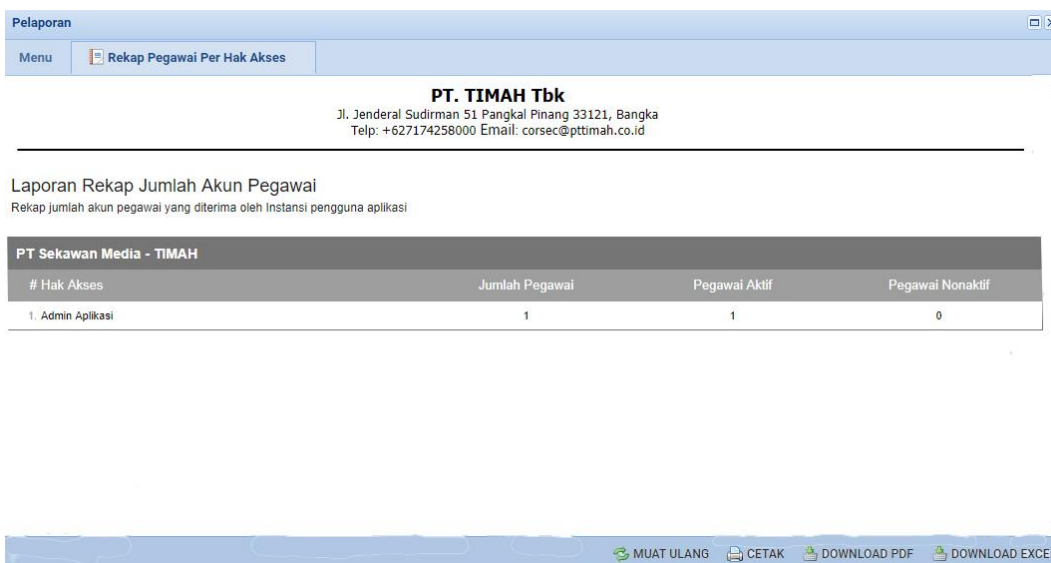 Pelaporan
Menu Rekap Pegawai Per Hak Akses
PT. TIMAH Tbk
Jl. Jenderal Sudirman 51 Pangkal Pinang 33121, Bangka
Telp: +627174258000 Email: corsec@pttimah.co.id
Laporan Rekap Jumlah Akun Pegawai
Rekap jumlah akun pegawai yang diterima oleh Instansi pengguna aplikasi
PT Sekawan Media - TIMAH
# Hak Akses Jumlah Pegawai Pegawai Aktif Pegawai Nonaktif
1. Admin Aplikasi 1 1 0
MUAT ULANG CETAK DOWNLOAD PDF DOWNLOAD EXCE